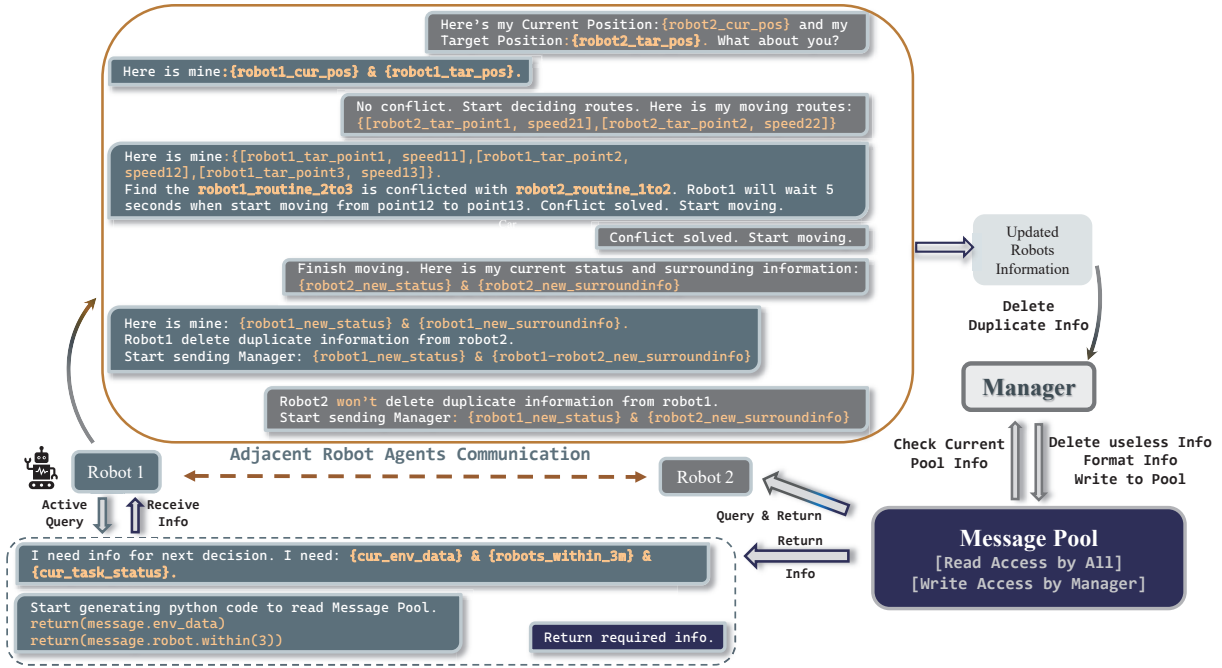 Here's my Current Position:{robot2_cur_pos} and my
Target Position:{robot2_tar_pos}. What about you?
Here is mine:{robot1_cur_pos} & {robot1_tar_pos}.
No conflict. Start deciding routes. Here is my moving routes:
{[robot2_tar_point1, speed21],[robot2_tar_point2, speed22]}
Here is mine:{[robot1_tar_point1, speed11],[robot1_tar_point2,
speed12],[robot1_tar_point3, speed13]}.
Find the robot1_routine_2to3 is conflicted with robot2_routine_1to2. Robot1 will wait 5
seconds when start moving from point12 to point13. Conflict solved. Start moving.
Conflict solved. Start moving.
Finish moving. Here is my current status and surrounding information:
{robot2_new_status} & {robot2_new_surroundinfo}
Here is mine: {robot1_new_status} & {robot1_new_surroundinfo}.
Robot1 delete duplicate information from robot2.
Start sending Manager: {robot1_new_status} & {robot1-robot2_new_surroundinfo}
Robot2 won't delete duplicate information from robot1.
Start sending Manager: {robot1_new_status} & {robot2_new_surroundinfo}
Updated
Robots
Information
Delete
Duplicate Info
Manager
Check Current
Pool Info
Delete useless Info
Format Info
Write to Pool
Message Pool
[Read Access by All]
[Write Access by Manager]
Robot 1
Adjacent Robot Agents Communication
Robot 2
Active
Query
Receive
Info
Query & Return
Return
Info
I need info for next decision. I need: {cur_env_data} & {robots_within_3m} &
{cur_task_status}.
Start generating python code to read Message Pool.
return(message.env_data)
return(message.robot.within(3))
Return required info.